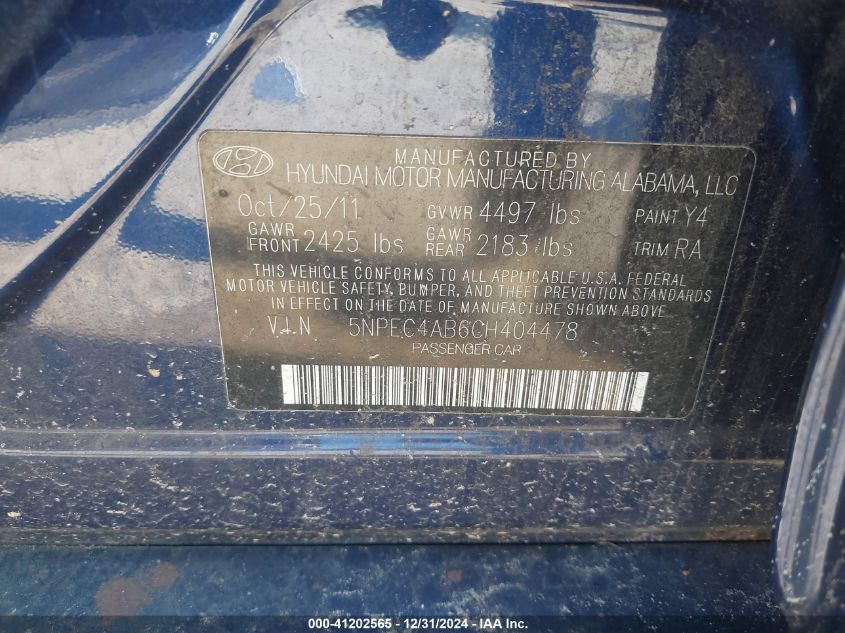 MANUFACTURED BY
HYUNDAI MOTOR MANUFACTURING ALABAMA, LLC
Oct/25/11 GVWR 4497 lbs PAINT Y4
GAWR FRONT 2425 lbs GAWR REAR 2183 lbs TRIM RA
THIS VEHICLE CONFORMS TO ALL APPLICABLE U.S.A. FEDERAL
MOTOR VEHICLE SAFETY, BUMPER, AND THEFT PREVENTION STANDARDS
IN EFFECT ON THE DATE OF MANUFACTURE SHOWN ABOVE.
V.I.N 5NPEC4AB6CH404478
PASSENGER CAR
000-41202565 - 12/31/2024 - IAA Inc.